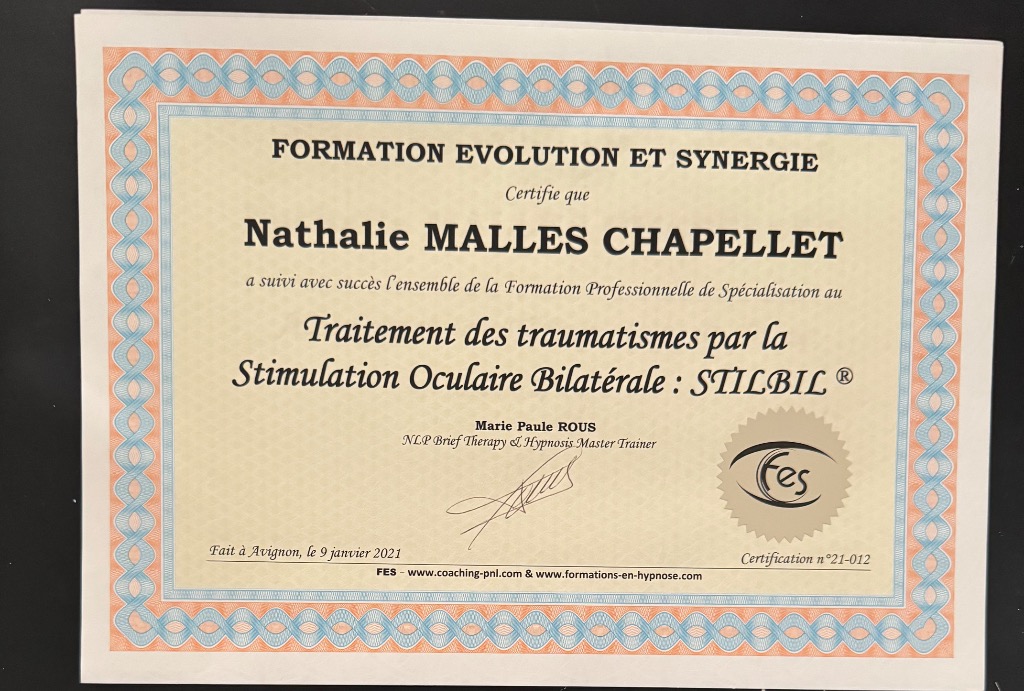 FORMATION EVOLUTION ET SYNERGIE
Certifie que
Nathalie MALLES CHAPELLET
a suivi avec succès l'ensemble de la Formation Professionnelle de Spécialisation au
Traitement des traumatismes par la
Stimulation Oculaire Bilatérale : STILBIL ®
Marie Paule ROUS
NLP Brief Therapy & Hypnosis Master Trainer
Fes
Fait à Avignon, le 9 janvier 2021
Certification n°21-012
FES – www.coaching-pnl.com & www.formations-en-hypnose.com